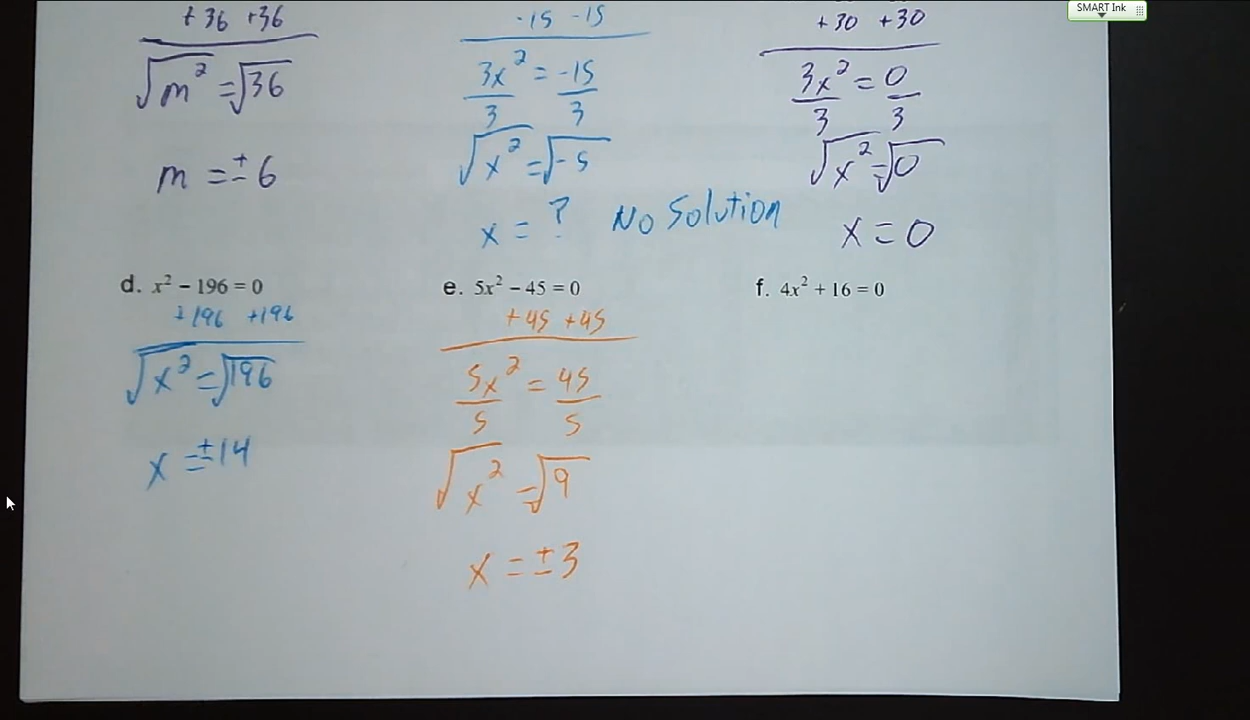 SMART Ink
+36 +36
√m² = √36
m = ±6
-15 -15
3x² = -15
3 3
√x² = √-5
x = ? No Solution
+30 +30
3x² = 0
3 3
√x² = √0
x = 0
d. x² − 196 = 0
+196 +196
√x² = √196
x = ±14
e. 5x² − 45 = 0
+45 +45
5x² = 45
5 5
√x² = √9
x = ±3
f. 4x² + 16 = 0